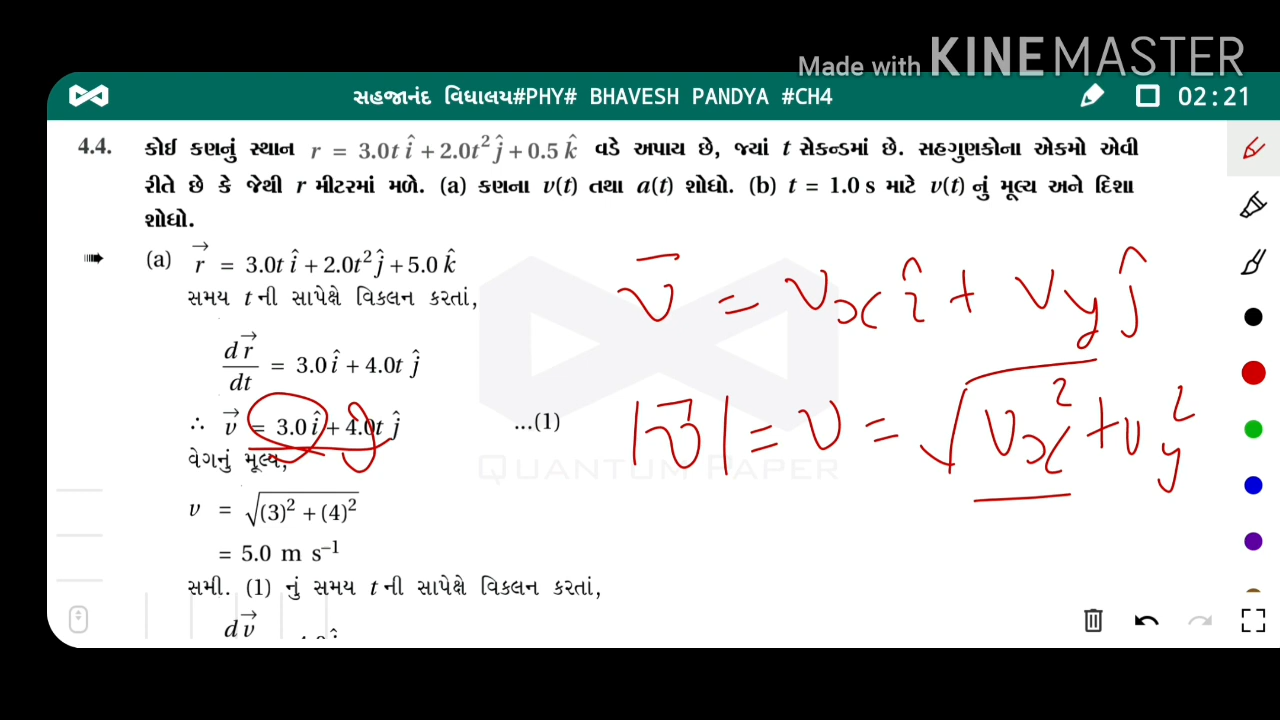 Made with KINEMASTER
સહજાનંદ વિધાલય#PHY# BHAVESH PANDYA #CH4
02:21
4.4. કોઈ કણનું સ્થાન r = 3.0t î + 2.0t² ĵ + 0.5 k̂ વડે અપાય છે, જ્યાં t સેકન્ડમાં છે. સહગુણકોના એકમો એવી
રીતે છે કે જેથી r મીટરમાં મળે. (a) કણના v(t) તથા a(t) શોધો. (b) t = 1.0 s માટે v(t) નું મૂલ્ય અને દિશા
શોધો.
➠ (a) r⃗ = 3.0t î + 2.0t² ĵ + 5.0 k̂
સમય t ની સાપેક્ષે વિકલન કરતાં,
dr⃗/dt = 3.0 î + 4.0t ĵ
∴ v⃗ = 3.0 î + 4.0t ĵ ...(1)
વેગનું મૂલ્ય,
v = √(3)² + (4)²
= 5.0 m s⁻¹
સમી. (1) નું સમય t ની સાપેક્ષે વિકલન કરતાં,
dv⃗
v̄ = vx î + vy ĵ
|v⃗| = v = √vx² + vy²
QUANTUM PAPER